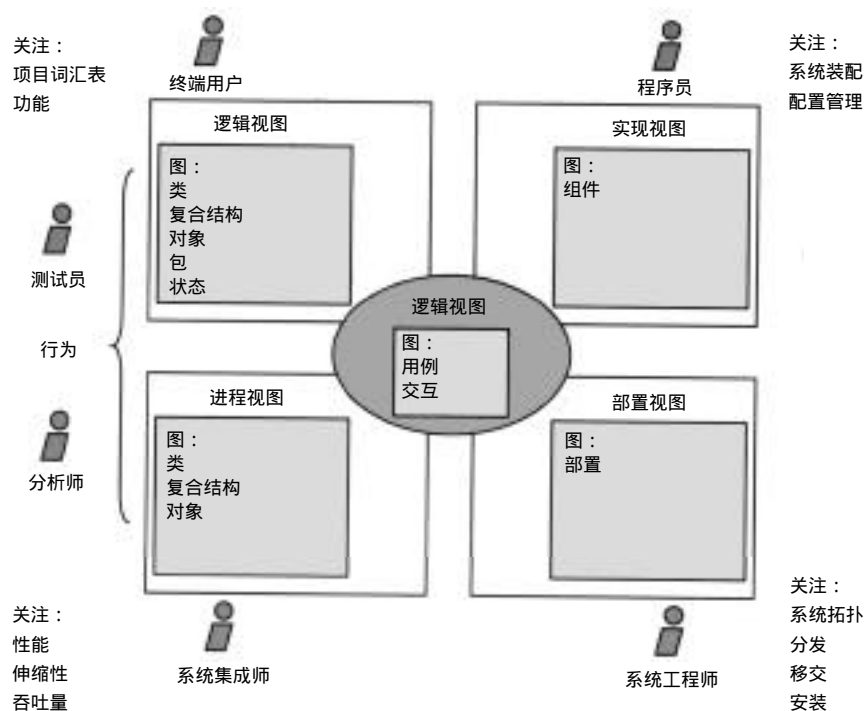 关注：
项目词汇表
功能
终端用户
程序员
关注：
系统装配
配置管理
逻辑视图
图：
类
复合结构
对象
包
状态
实现视图
图：
组件
测试员
行为
分析师
逻辑视图
图：
用例
交互
进程视图
图：
类
复合结构
对象
部置视图
图：
部置
关注：
性能
伸缩性
吞吐量
系统集成师
系统工程师
关注：
系统拓扑
分发
移交
安装